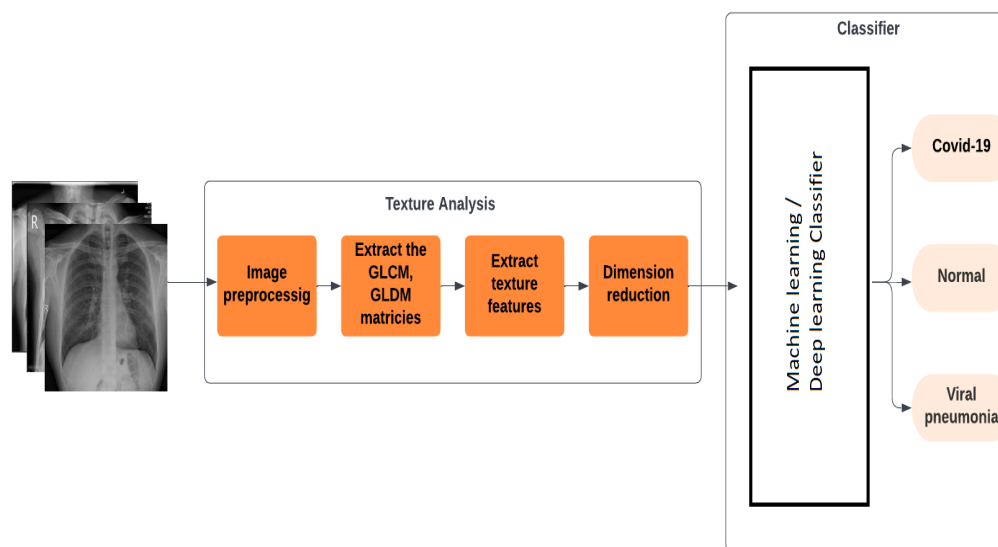 Classifier
Texture Analysis
R
Image
preprocessig
Extract the
GLCM,
GLDM
matricies
Extract
texture
features
Dimension
reduction
Machine learning /
Deep learning Classifier
Covid-19
Normal
Viral
pneumonia